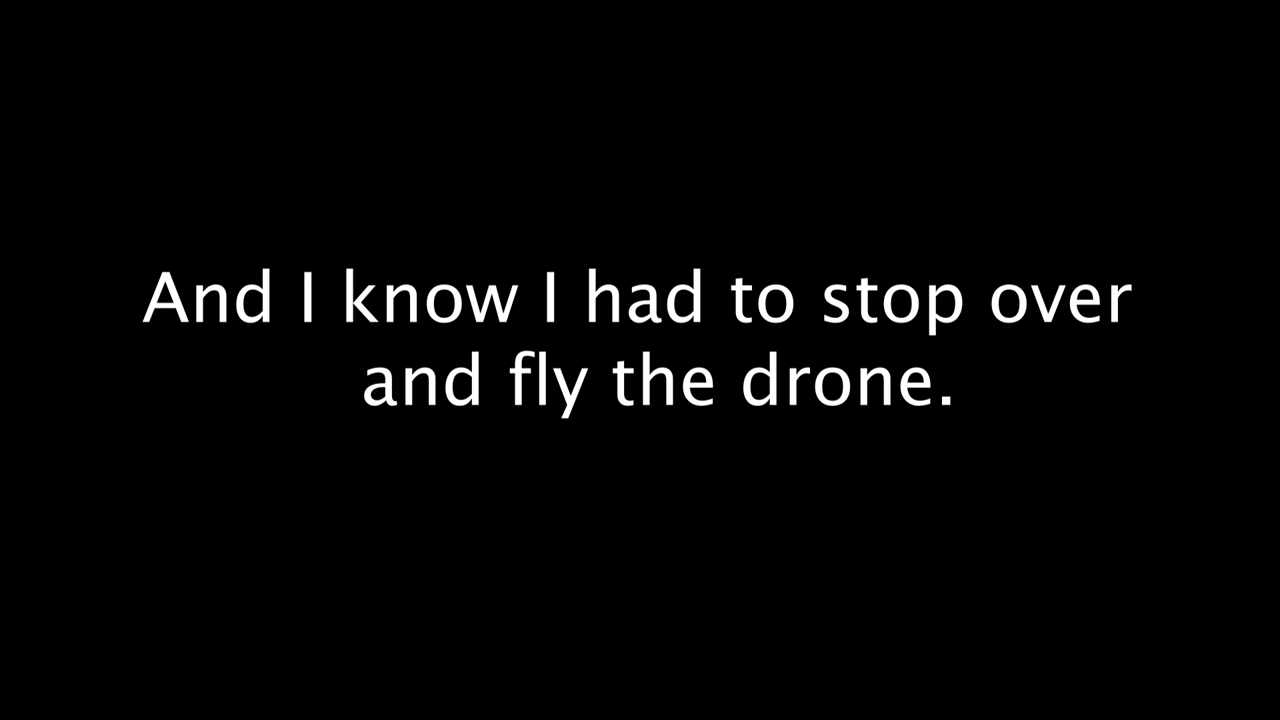 And I know I had to stop over
and fly the drone.